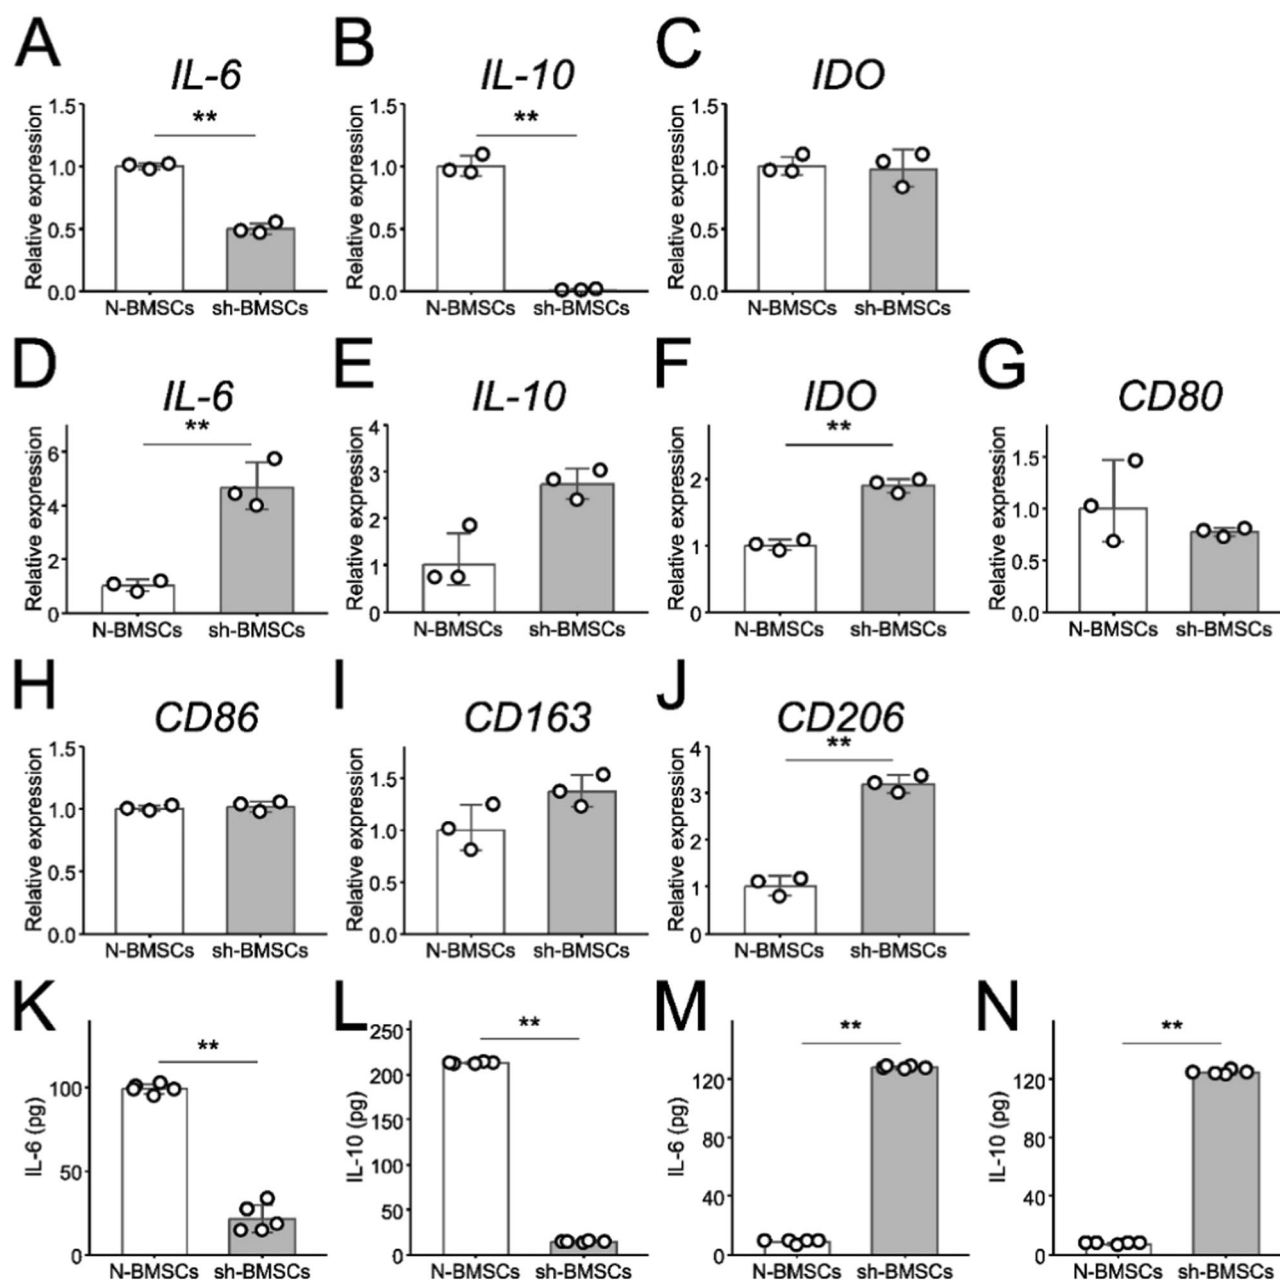 A
IL-6
Relative expression
1.5
1.0
0.5
0.0
**
N-BMSCs sh-BMSCs
B
IL-10
Relative expression
1.5
1.0
0.5
0.0
**
N-BMSCs sh-BMSCs
C
IDO
Relative expression
1.5
1.0
0.5
0.0
N-BMSCs sh-BMSCs
D
IL-6
Relative expression
6
4
2
0
**
N-BMSCs sh-BMSCs
E
IL-10
Relative expression
4
3
2
1
0
N-BMSCs sh-BMSCs
F
IDO
Relative expression
2
1
0
**
N-BMSCs sh-BMSCs
G
CD80
Relative expression
1.5
1.0
0.5
0.0
N-BMSCs sh-BMSCs
H
CD86
Relative expression
1.5
1.0
0.5
0.0
N-BMSCs sh-BMSCs
I
CD163
Relative expression
1.5
1.0
0.5
0.0
N-BMSCs sh-BMSCs
J
CD206
Relative expression
4
3
2
1
0
**
N-BMSCs sh-BMSCs
K
IL-6 (pg)
100
50
0
**
N-BMSCs sh-BMSCs
L
IL-10 (pg)
250
200
150
100
50
0
**
N-BMSCs sh-BMSCs
M
IL-6 (pg)
120
80
40
0
**
N-BMSCs sh-BMSCs
N
IL-10 (pg)
120
80
40
0
**
N-BMSCs sh-BMSCs